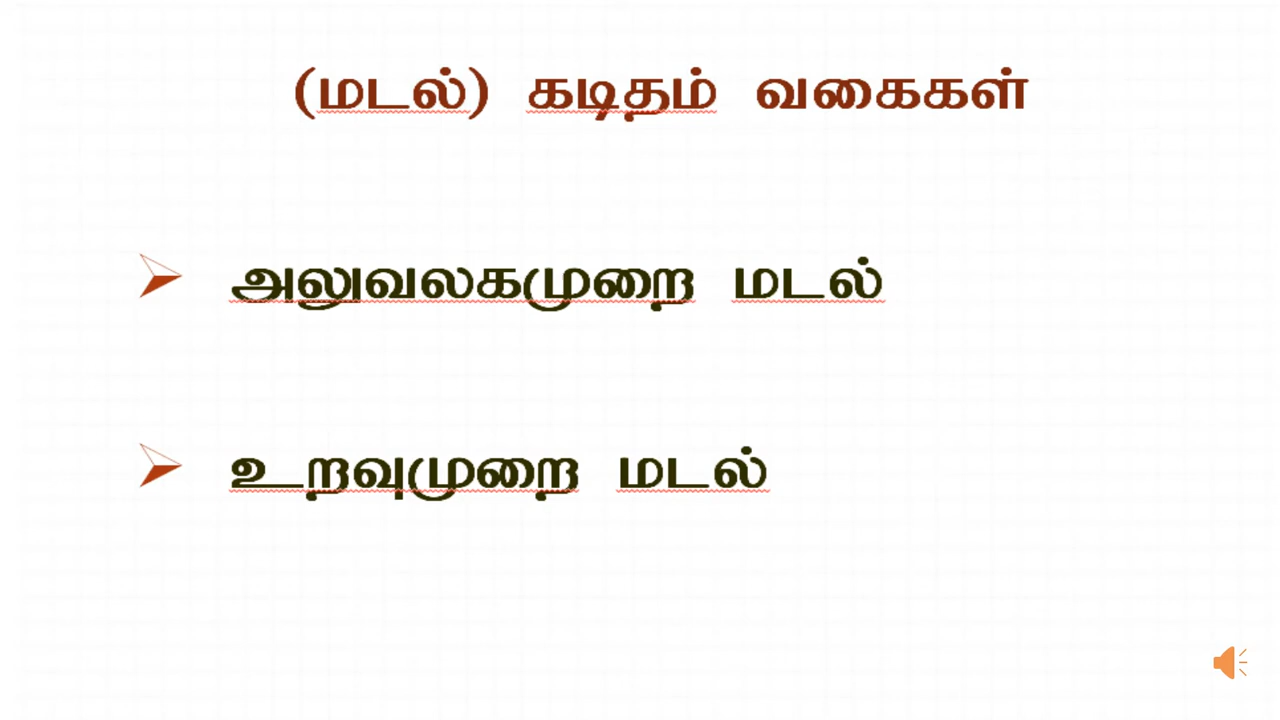 (மடல்) கடிதம் வகைகள்
அலுவலகமுறை மடல்
உறவுமுறை மடல்